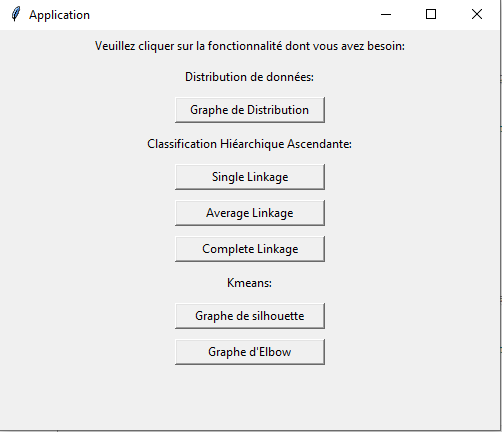 Application
Veuillez cliquer sur la fonctionnalité dont vous avez besoin:
Distribution de données:
Graphe de Distribution
Classification Hiéarchique Ascendante:
Single Linkage
Average Linkage
Complete Linkage
Kmeans:
Graphe de silhouette
Graphe d'Elbow